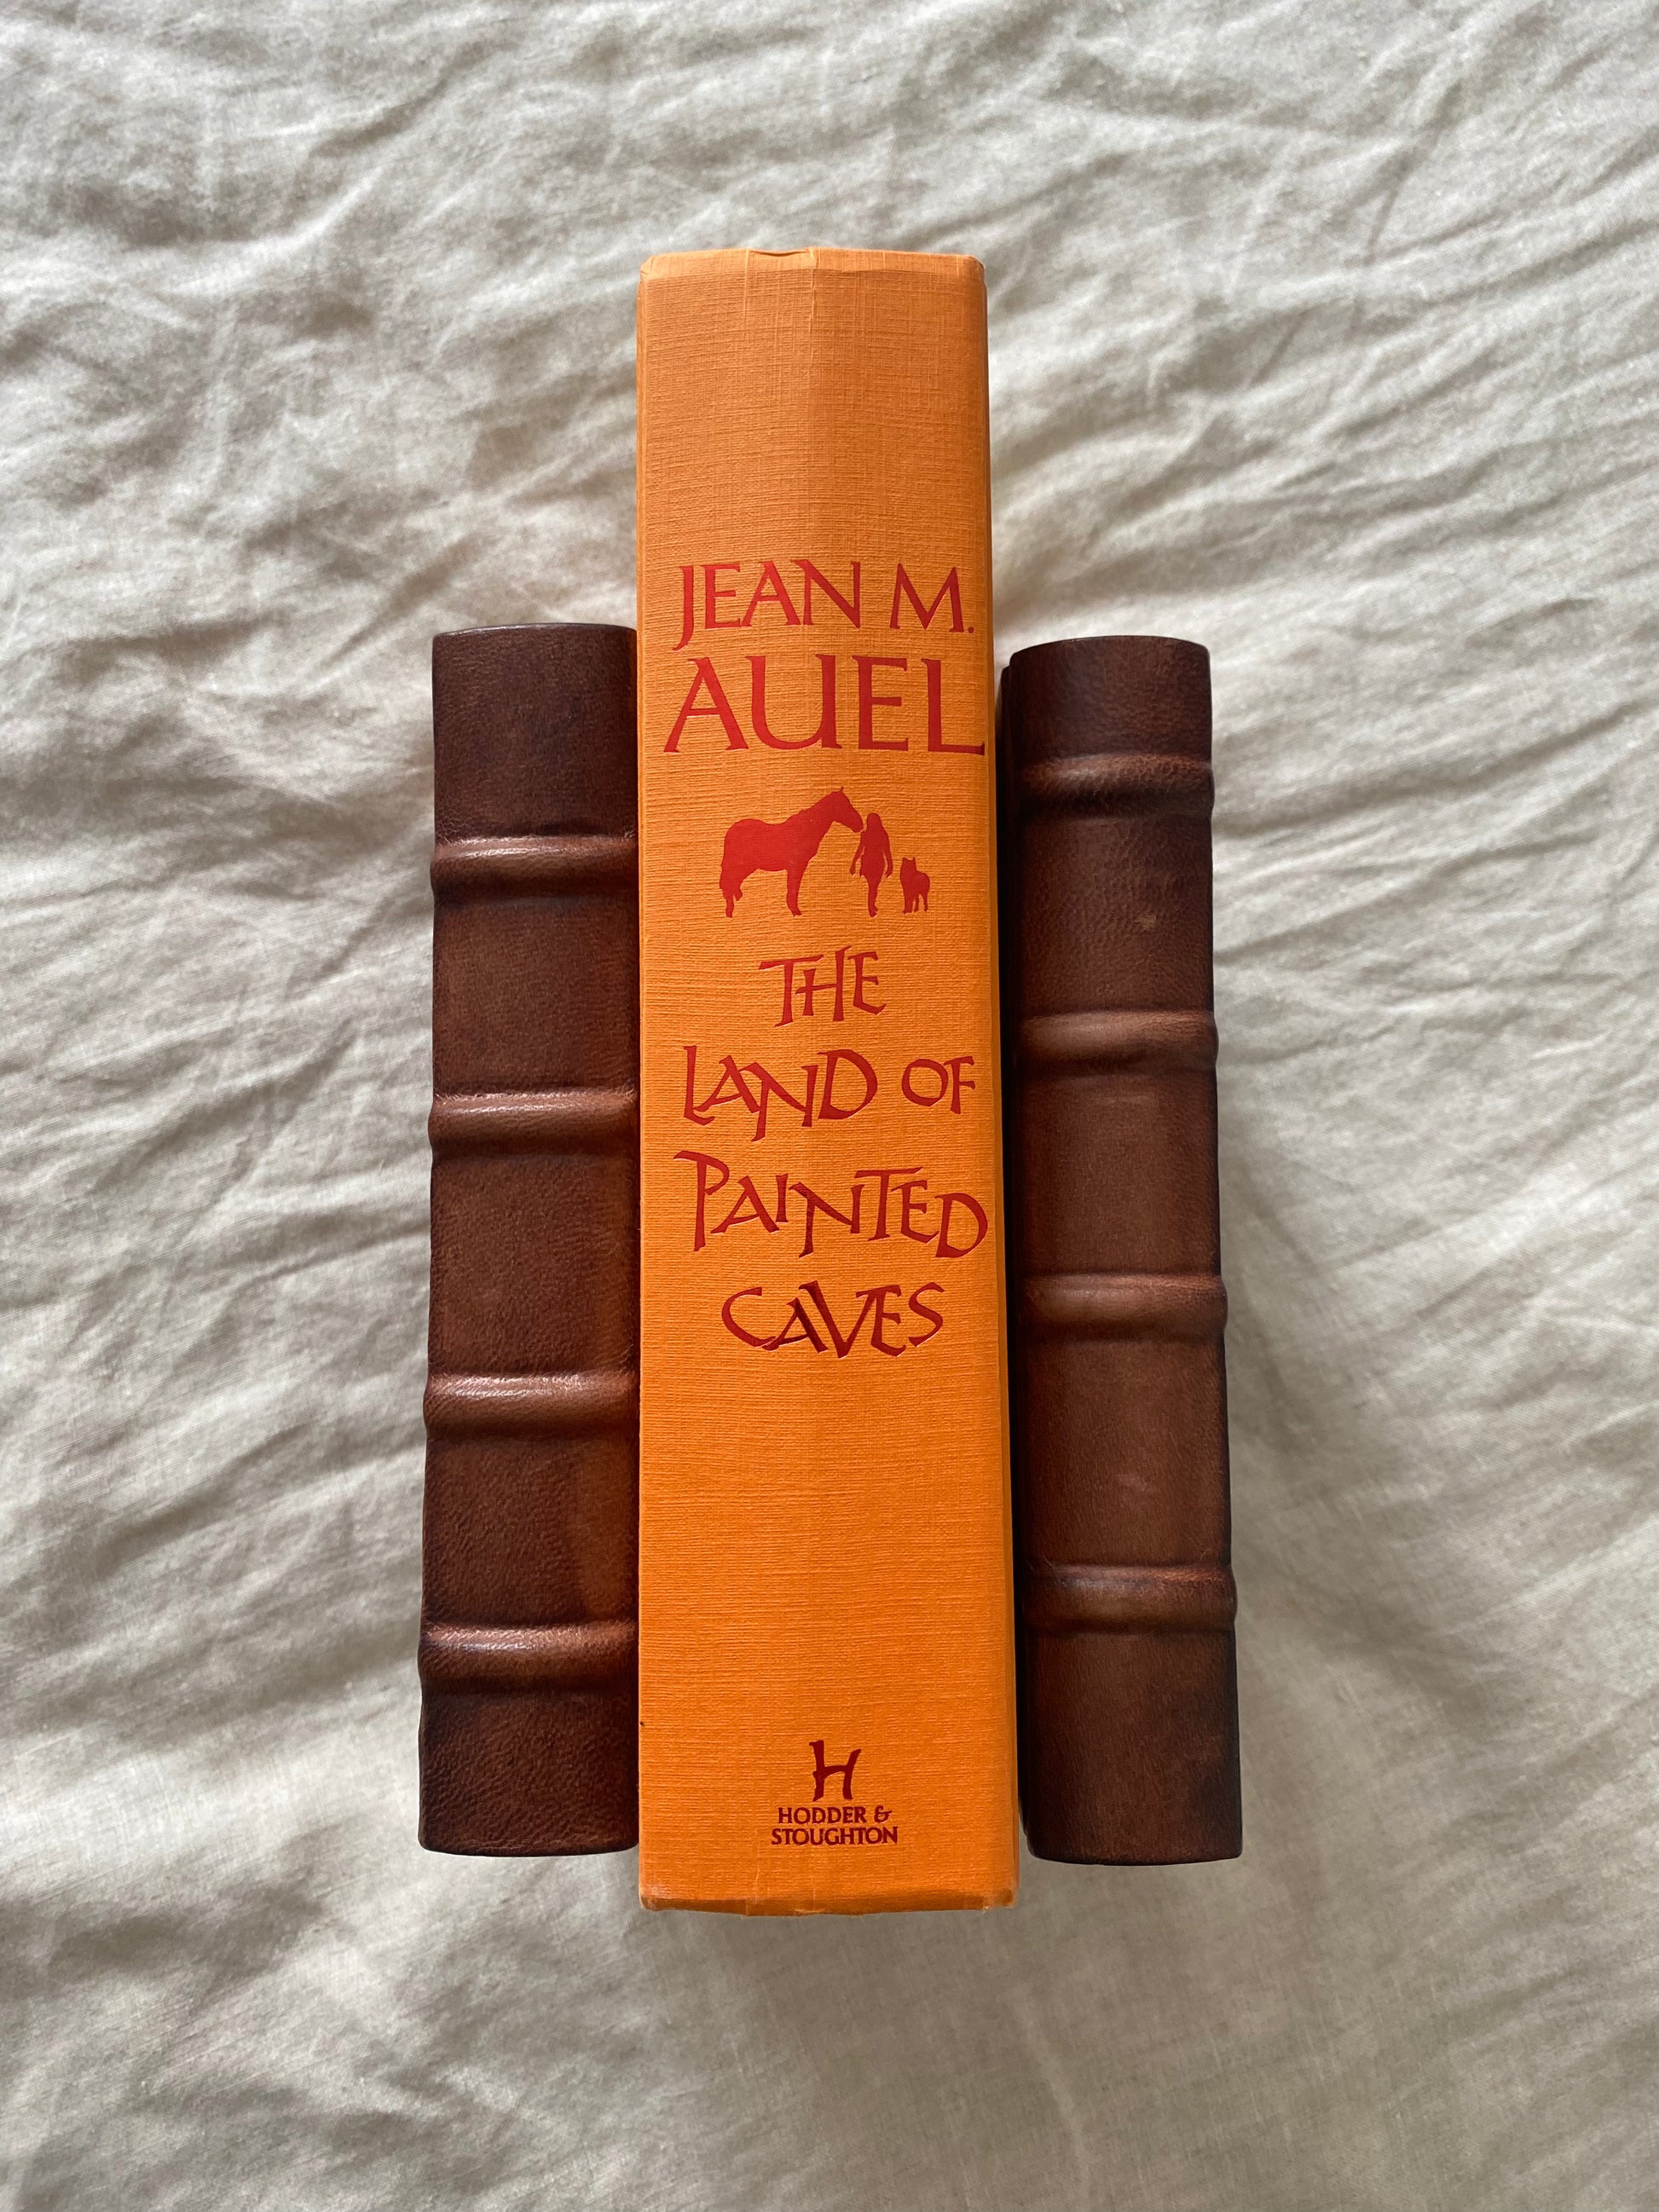 JEAN M.
AUEL
THE
LAND OF
PAINTED
CAVES
H
HODDER &
STOUGHTON